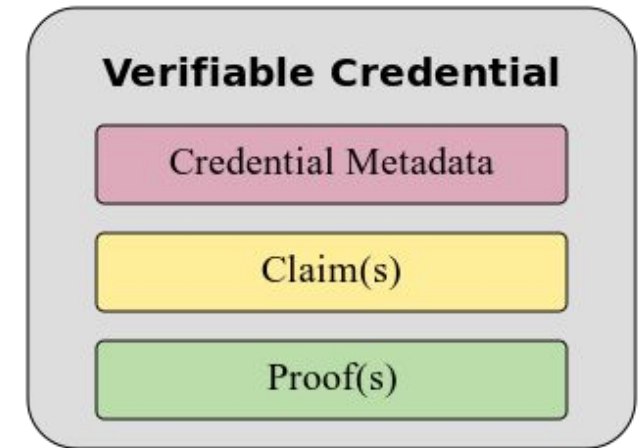 Verifiable Credential
Credential Metadata
Claim(s)
Proof(s)